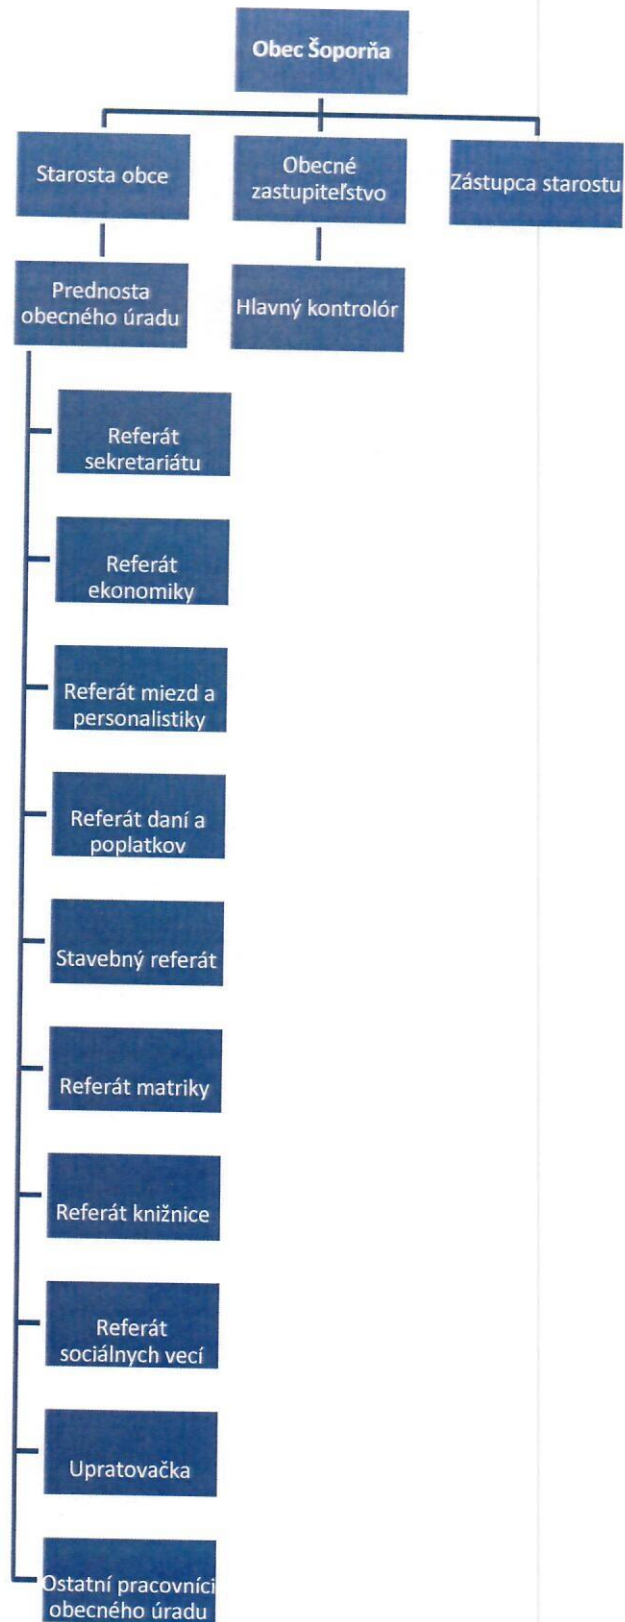 Obec Šoporňa
Starosta obce
Obecné
zastupiteľstvo
Zástupca starostu
Prednosta
obecného úradu
Hlavný kontrolór
Referát
sekretariátu
Referát
ekonomiky
Referát miezd a
personalistiky
Referát daní a
poplatkov
Stavebný referát
Referát matriky
Referát knižnice
Referát
sociálnych vecí
Upratovačka
Ostatní pracovníci
obecného úradu